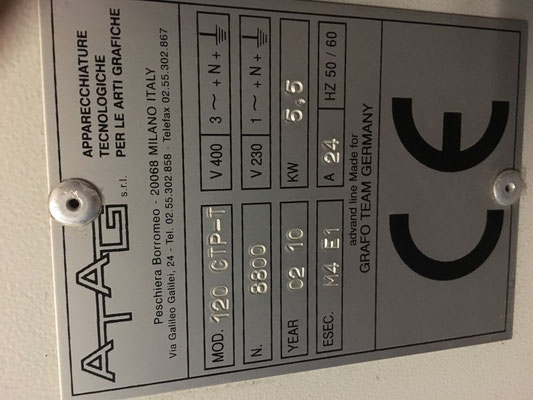 ATAG s.r.l.
APPARECCHIATURE
TECNOLOGICHE
PER LE ARTI GRAFICHE
Peschiera Borromeo - 20068 MILANO ITALY
Via Galileo Galilei, 24 - Tel. 02.55.302 858 - Telefax 02.55.302.867
MOD. 120 CTP-T V 400 3 ~ + N +
N. 8800 V 230 1 ~ + N +
YEAR 02 10 KW 5,5
ESEC. M4 E1 A 24 HZ 50 / 60
advand line Made for
GRAFO TEAM GERMANY
CE